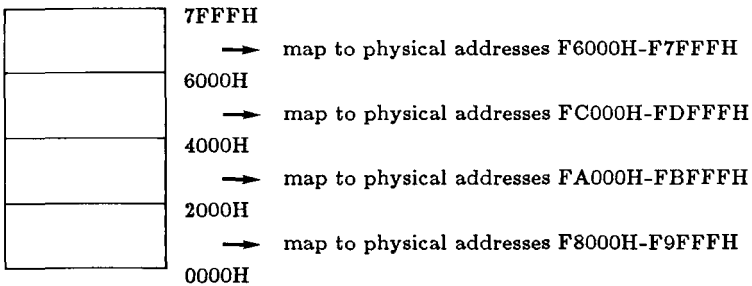 7FFFH
map to physical addresses F6000H-F7FFFH
6000H
map to physical addresses FC000H-FDFFFH
4000H
map to physical addresses FA000H-FBFFFH
2000H
map to physical addresses F8000H-F9FFFH
0000H